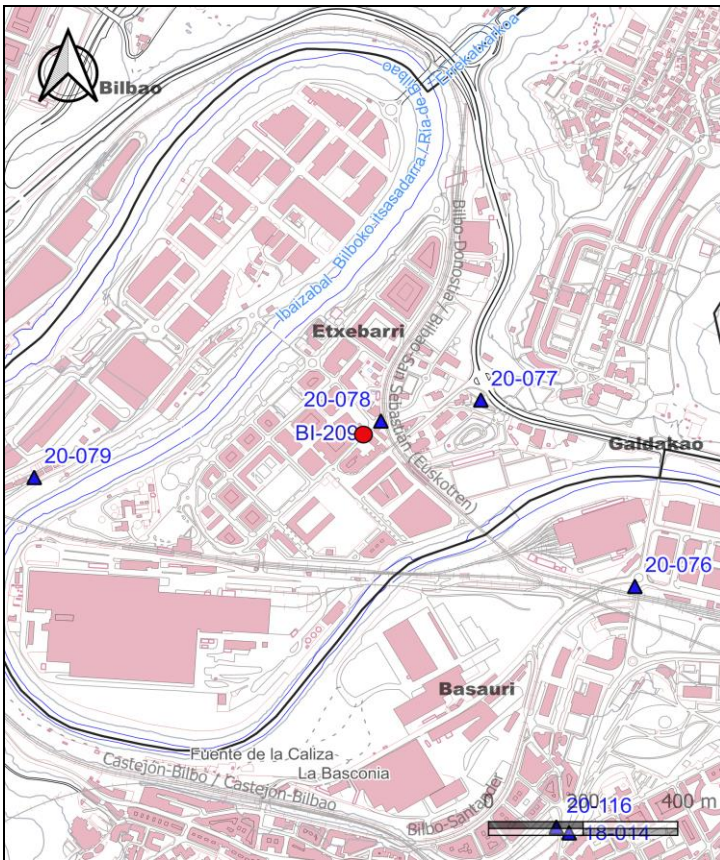 Bilbao
Errekatxarkoa
Ibaizabal_Bilboko itsasadarra / Ría de Bilbao
Bilbo-Donostia / Bilbao-San Sebastián (Euskotren)
Etxebarri
20-077
20-078
BI-209
Galdakao
20-079
20-076
Basauri
Fuente de la Caliza
La Basconia
Castejón-Bilbo / Castejon-Bilbao
Bilbo-Santander
0 200 400 m
20-116
18-014